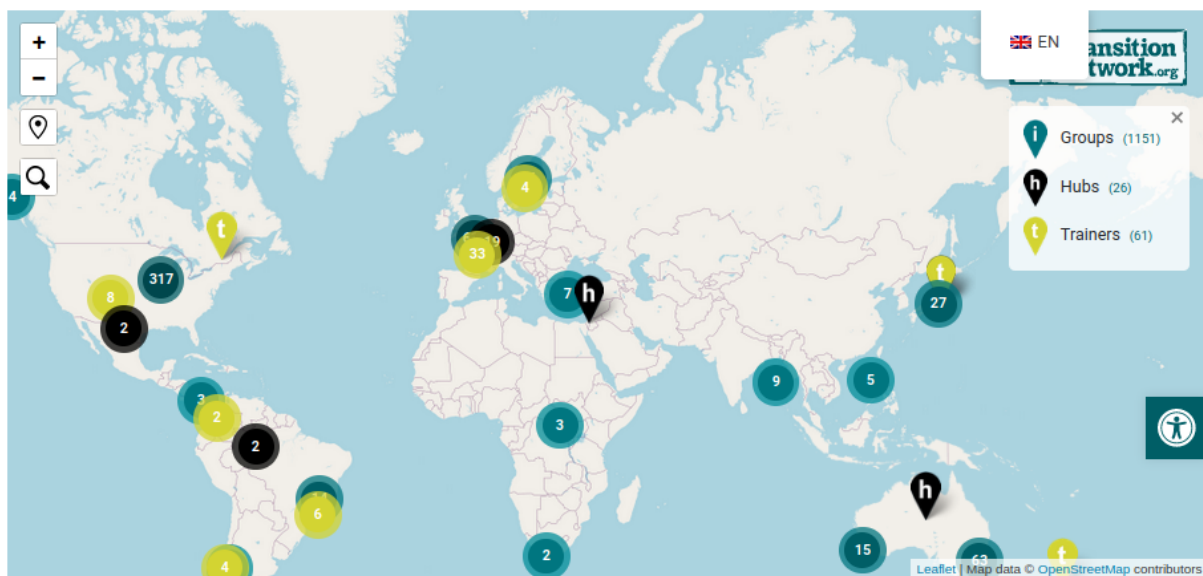 +
−
EN
ansition
twork.org
Groups (1151)
Hubs (26)
Trainers (61)
i
h
t
4
4
t
33
317
8
7
h
t
27
2
3
2
9
5
3
2
h
6
15
2
t
4
Leaflet | Map data © OpenStreetMap contributors